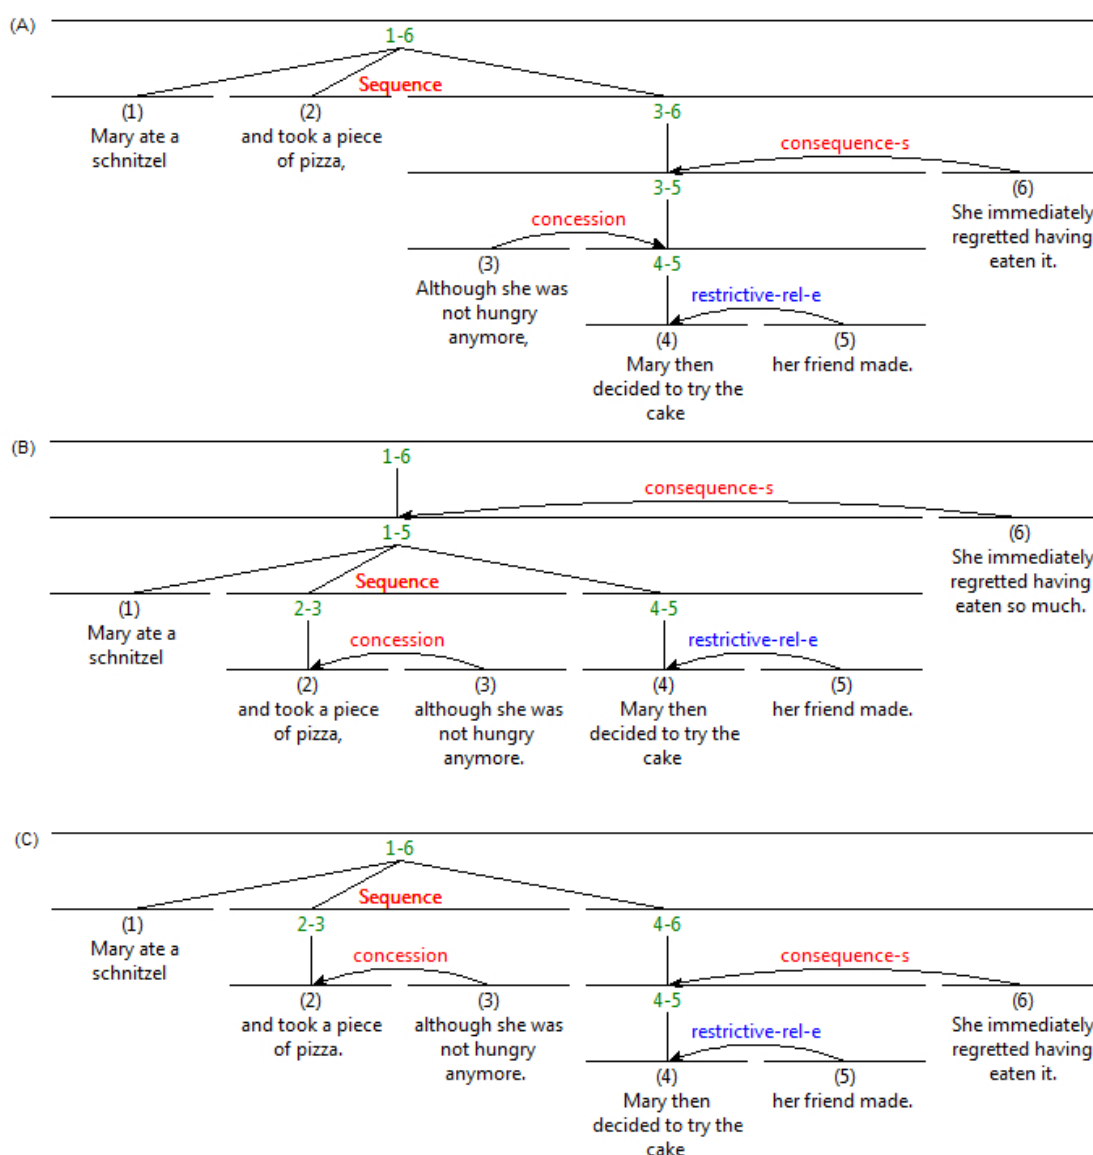 (A)
1-6
Sequence
(1)
Mary ate a
schnitzel
(2)
and took a piece
of pizza,
3-6
consequence-s
3-5
(6)
She immediately
regretted having
eaten it.
concession
(3)
Although she was
not hungry
anymore,
4-5
restrictive-rel-e
(4)
Mary then
decided to try the
cake
(5)
her friend made.
(B)
1-6
consequence-s
1-5
(6)
She immediately
regretted having
eaten so much.
Sequence
(1)
Mary ate a
schnitzel
2-3
4-5
concession
restrictive-rel-e
(2)
and took a piece
of pizza,
(3)
although she was
not hungry
anymore.
(4)
Mary then
decided to try the
cake
(5)
her friend made.
(C)
1-6
Sequence
(1)
Mary ate a
schnitzel
2-3
4-6
concession
consequence-s
(2)
and took a piece
of pizza.
(3)
although she was
not hungry
anymore.
4-5
(6)
She immediately
regretted having
eaten it.
restrictive-rel-e
(4)
Mary then
decided to try the
cake
(5)
her friend made.